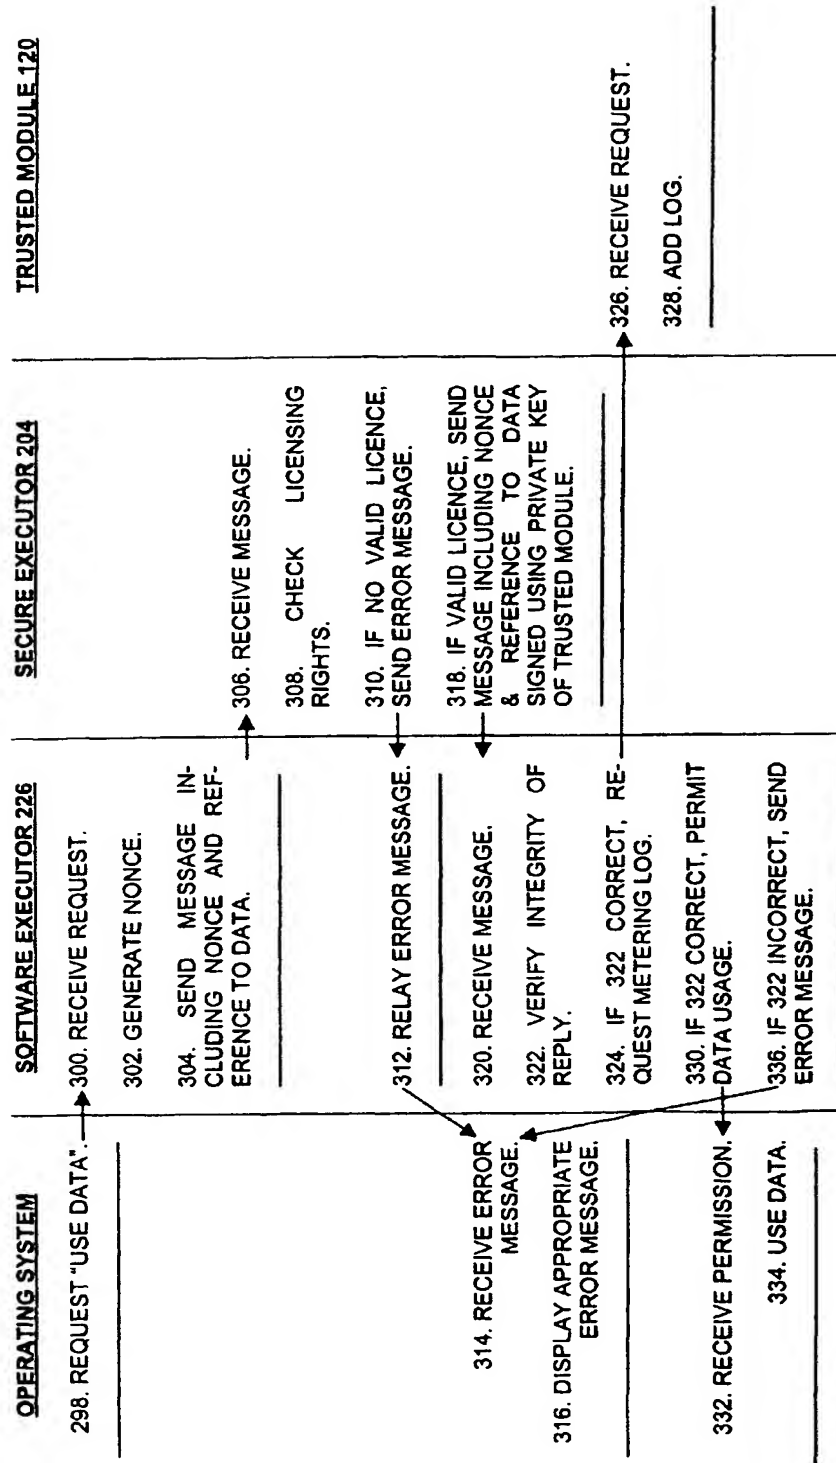 OPERATING SYSTEM
298. REQUEST "USE DATA".
314. RECEIVE ERROR
MESSAGE.
316. DISPLAY APPROPRIATE
ERROR MESSAGE.
332. RECEIVE PERMISSION.
334. USE DATA.
SOFTWARE EXECUTOR 226
300. RECEIVE REQUEST.
302. GENERATE NONCE.
304. SEND MESSAGE IN-
CLUDING NONCE AND REF-
ERENCE TO DATA.
312. RELAY ERROR MESSAGE.
320. RECEIVE MESSAGE.
322. VERIFY INTEGRITY OF
REPLY.
324. IF 322 CORRECT, RE-
QUEST METERING LOG.
330. IF 322 CORRECT, PERMIT
DATA USAGE.
336. IF 322 INCORRECT, SEND
ERROR MESSAGE.
SECURE EXECUTOR 204
306. RECEIVE MESSAGE.
308. CHECK LICENSING
RIGHTS.
310. IF NO VALID LICENCE,
SEND ERROR MESSAGE.
318. IF VALID LICENCE, SEND
MESSAGE INCLUDING NONCE
& REFERENCE TO DATA
SIGNED USING PRIVATE KEY
OF TRUSTED MODULE.
TRUSTED MODULE 120
326. RECEIVE REQUEST.
328. ADD LOG.